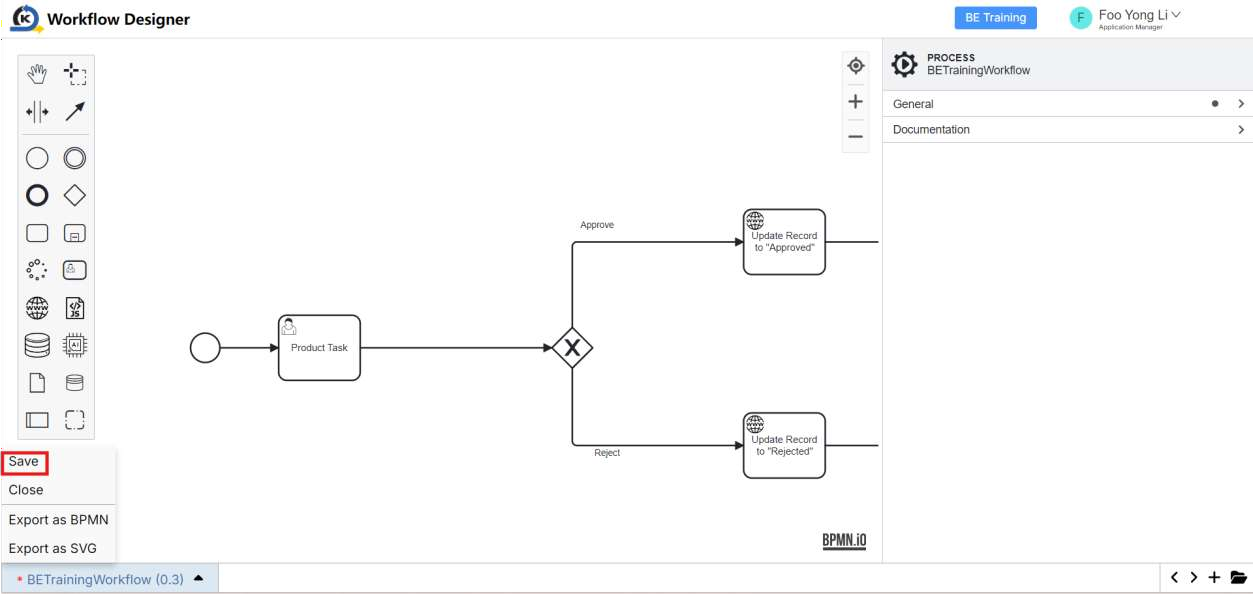 Workflow Designer
BE Training
F
Foo Yong Li
Application Manager
PROCESS
BETrainingWorkflow
General
Documentation
Approve
Update Record
to "Approved"
Product Task
Reject
Update Record
to "Rejected"
BPMN.iO
Save
Close
Export as BPMN
Export as SVG
* BETrainingWorkflow (0.3)